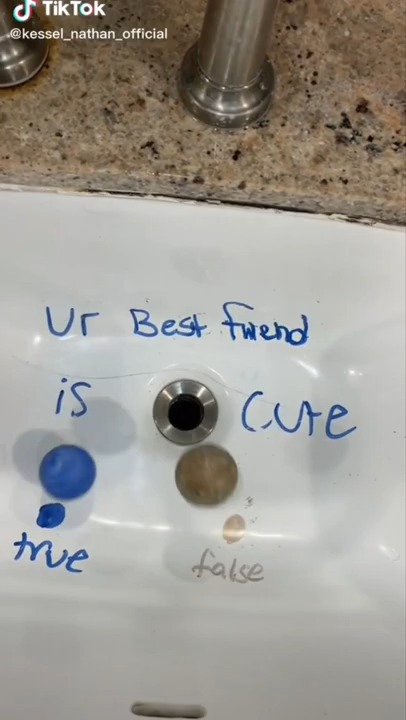 TikTok
@kessel_nathan_official
Ur Best friend
is cute
true
false